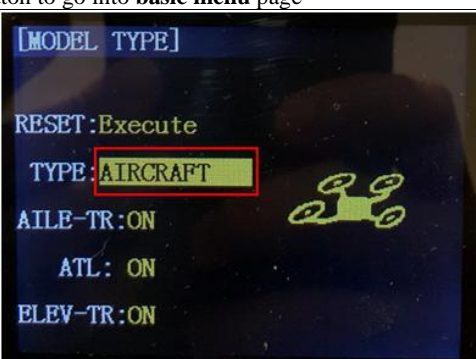 ton to go into basic menu page
[MODEL TYPE]
RESET:Execute
TYPE:AIRCRAFT
AILE-TR:ON
ATL: ON
ELEV-TR:ON